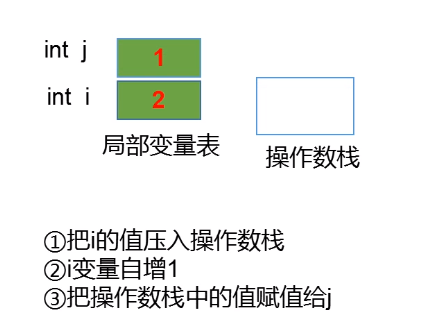 int j
1
int i
2
局部变量表
操作数栈
①把i的值压入操作数栈
②i变量自增1
③把操作数栈中的值赋值给j